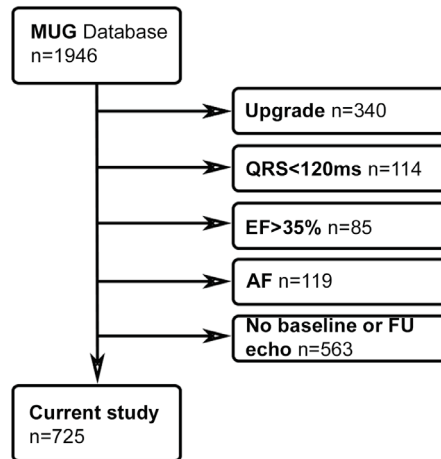 MUG Database
n=1946
Upgrade n=340
QRS<120ms n=114
EF>35% n=85
AF n=119
No baseline or FU
echo n=563
Current study
n=725